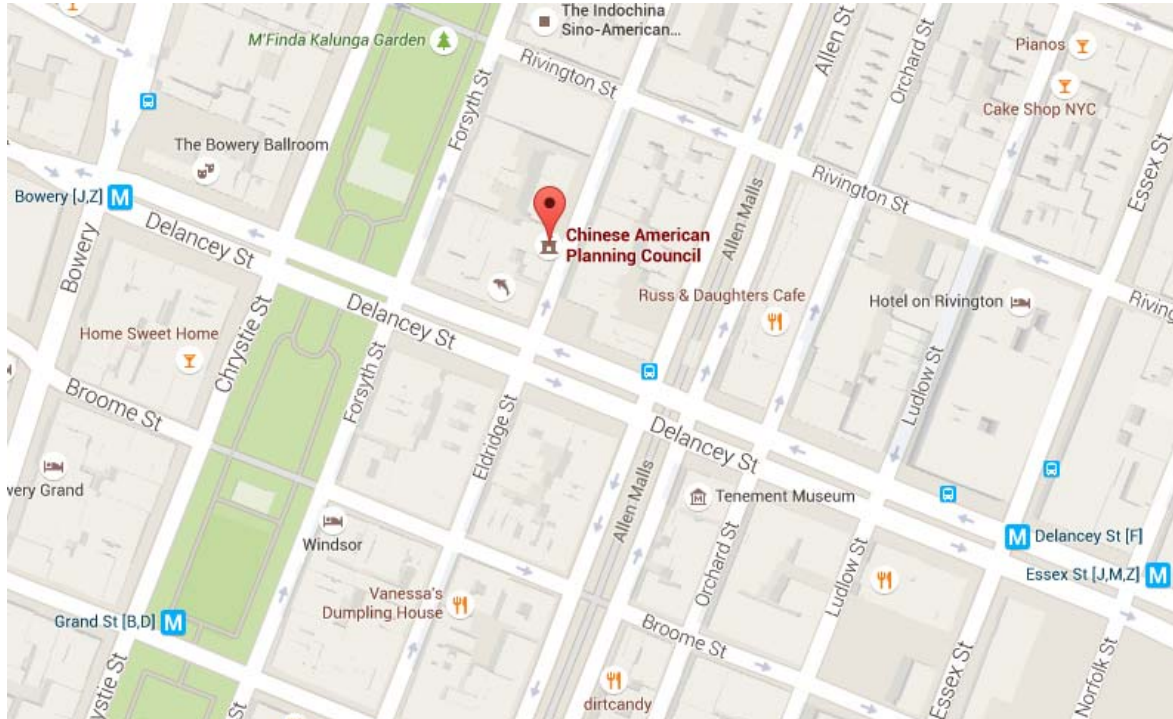 The Indochina
Sino-American...
M'Finda Kalunga Garden
Rivington St
Allen St
Orchard St
Pianos
Cake Shop NYC
Essex St
Forsyth St
The Bowery Ballroom
Bowery [J,Z]
M
Delancey St
Bowery
Chinese American
Planning Council
Allen Malls
Rivington St
Russ & Daughters Cafe
Hotel on Rivington
Chrystie St
Home Sweet Home
Delancey St
Forsyth St
Ludlow St
Broome St
Eldridge St
Delancey St
wery Grand
Windsor
Allen Malls
M
Tenement Museum
Orchard St
M
Delancey St [F]
Essex St [J,M,Z]
M
Vanessa's
Dumpling House
Ludlow St
Grand St [B,D]
M
Broome St
Essex St
Norfolk St
ystie St
St
dirtcandy